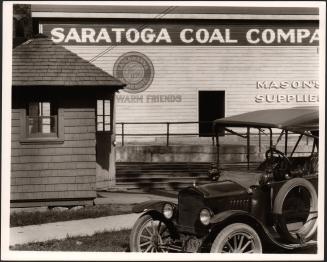 SARATOGA COAL COMPA
WARM FRIENDS
MASON'S
SUPPLIE